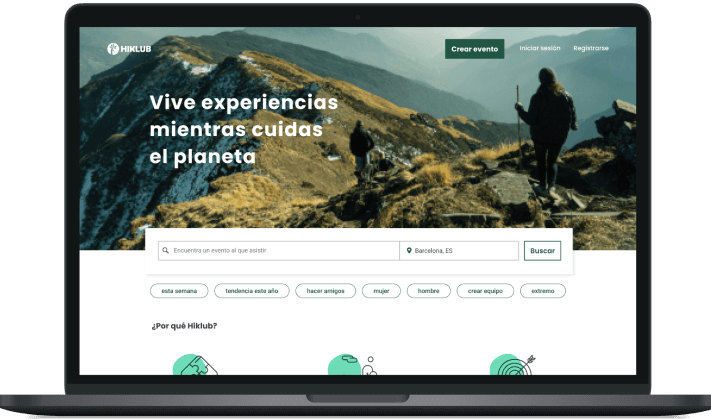 HIKLUB
Crear evento
Iniciar sesión
Registrarse
Vive experiencias
mientras cuidas
el planeta
Encuentra un evento al que asistir
Barcelona, ES
Buscar
esta semana
tendencia este año
hacer amigos
mujer
hombre
crear equipo
extremo
¿Por qué Hiklub?